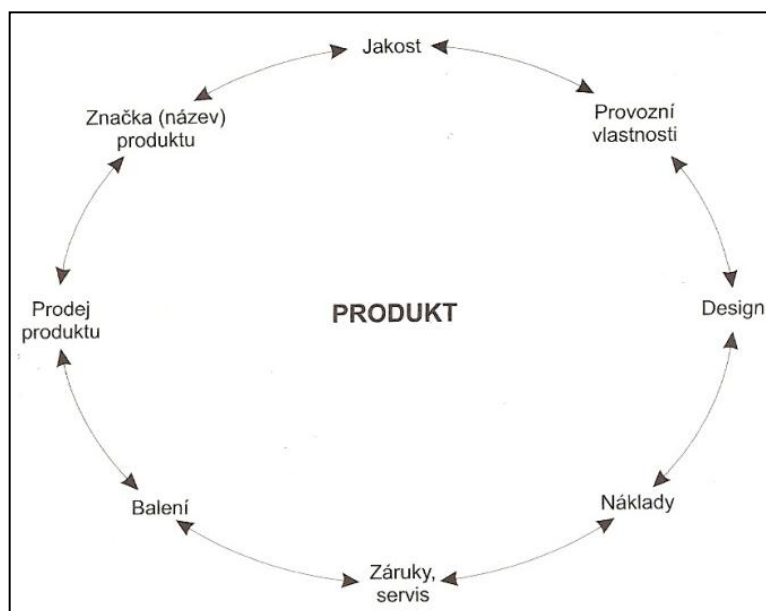 Jakost
Provozní
vlastnosti
Značka (název)
produktu
Design
Prodej
produktu
PRODUKT
Náklady
Balení
Záruky,
servis